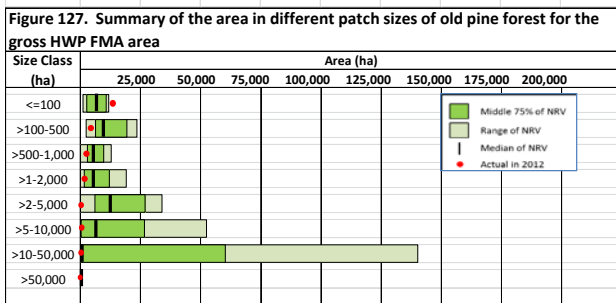 Figure 127.  Summary of the area in different patch sizes of old pine forest for the
gross HWP FMA area
Size Class
(ha)
Area (ha)
25,000 50,000 75,000 100,000 125,000 150,000 175,000 200,000
<=100
>100-500
>500-1,000
>1-2,000
>2-5,000
>5-10,000
>10-50,000
>50,000
Middle 75% of NRV
Range of NRV
Median of NRV
Actual in 2012